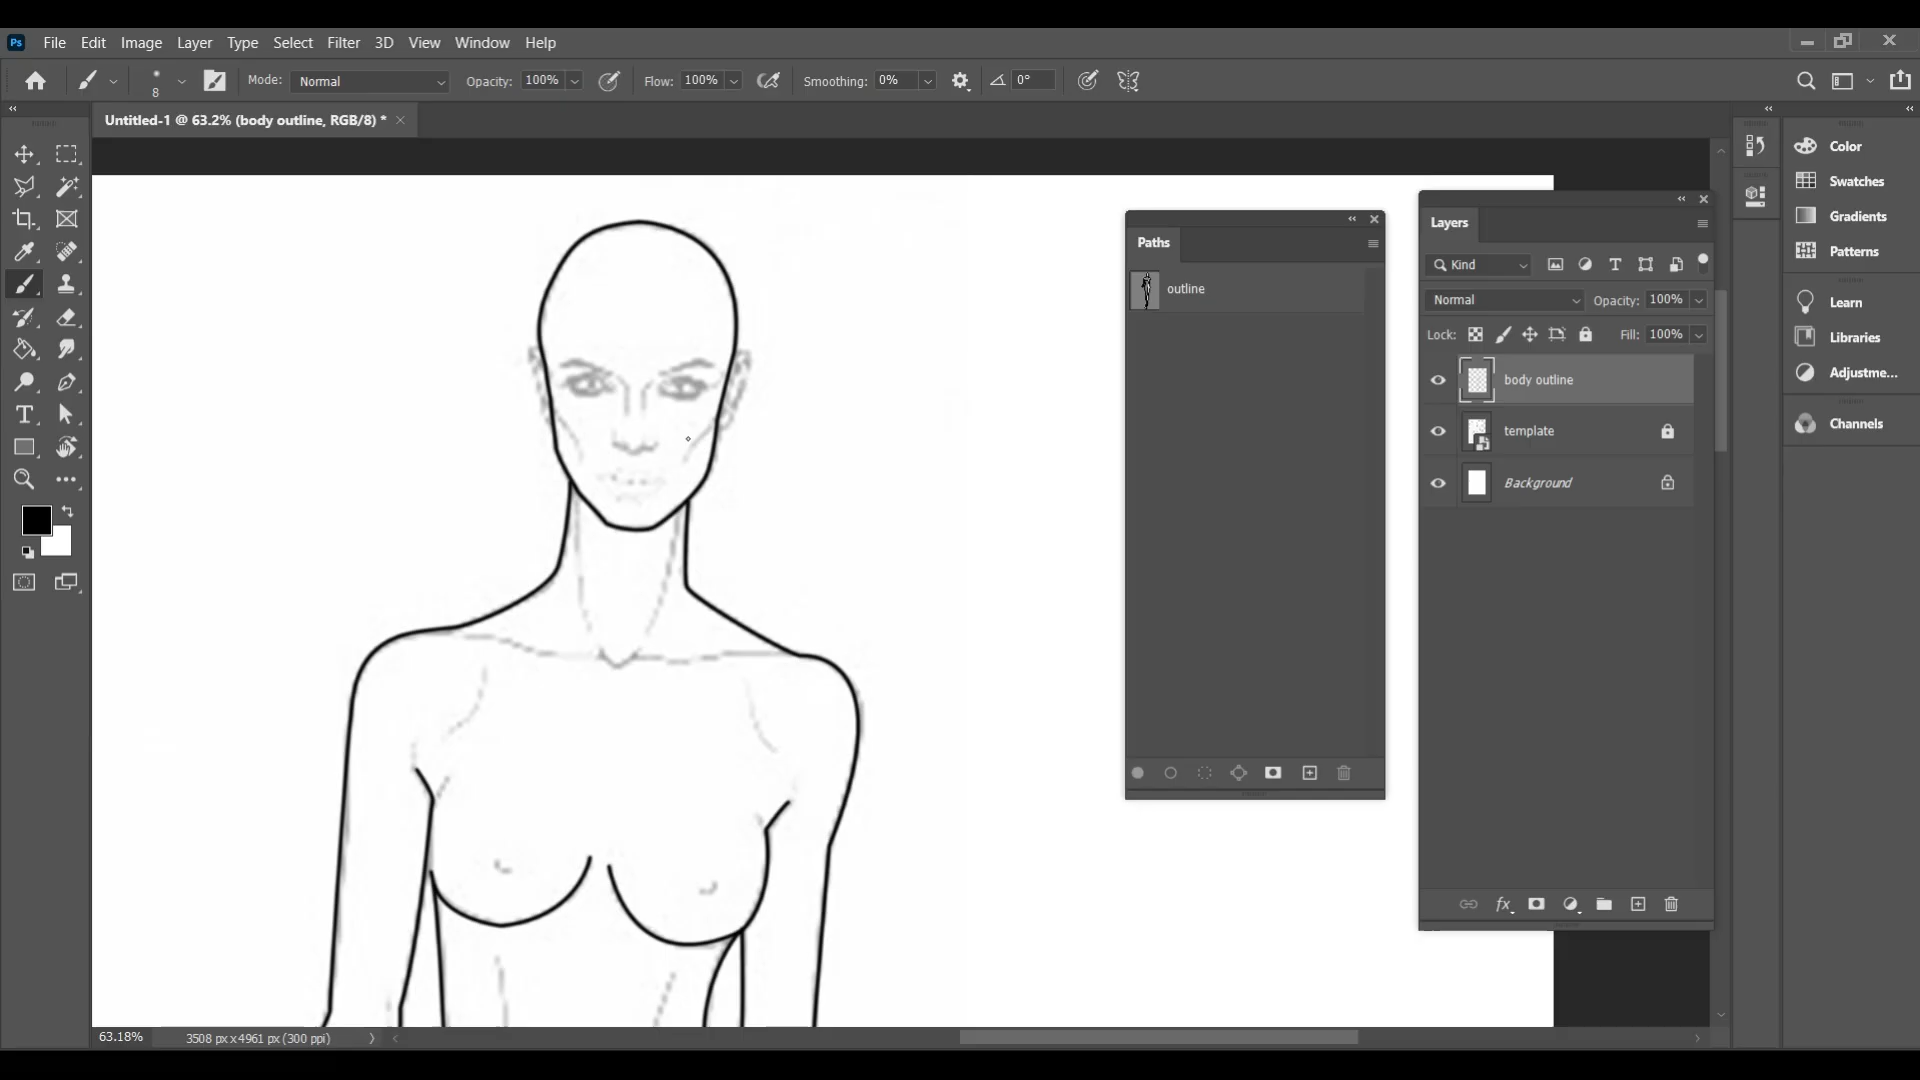 Ps File Edit Image Layer Type Select Filter 3D View Window Help
8 Mode: Normal Opacity: 100% Flow: 100% Smoothing: 0% 0°
Untitled-1 @ 63.2% (body outline, RGB/8) *
Color
Swatches
Gradients
Patterns
Learn
Libraries
Adjustme...
Channels
Paths
outline
Layers
Kind
Normal Opacity: 100%
Lock: Fill: 100%
body outline
template
Background
fx
63.18% 3508 px x 4961 px (300 ppi)